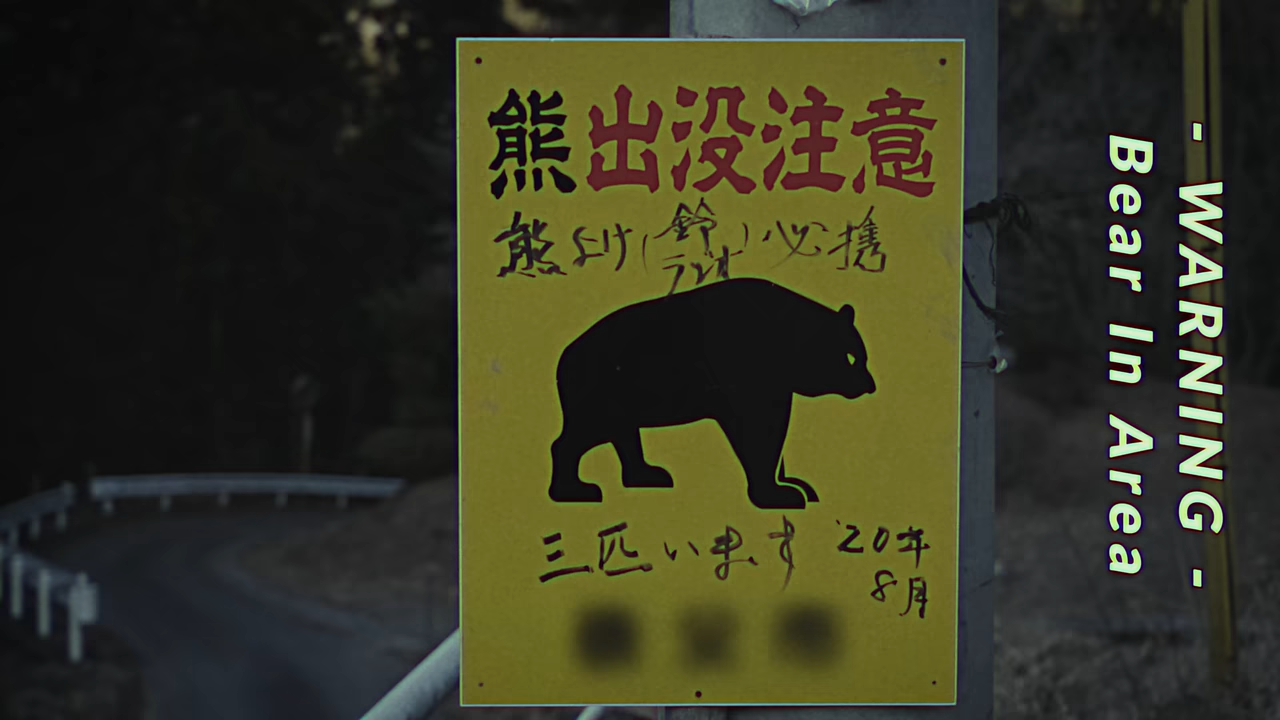 熊出没注意
熊よけ(鈴 ラジオ)必携
三匹います '20年
8月
- WARNING -
Bear In Area